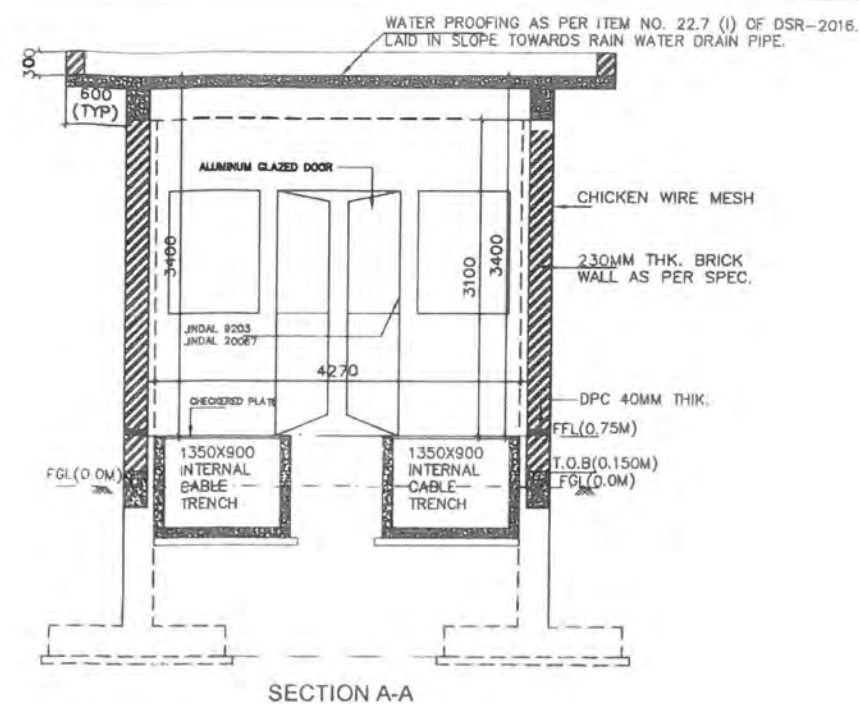 WATER PROOFING AS PER ITEM NO. 22.7 (I) OF DSR-2016.
LAID IN SLOPE TOWARDS RAIN WATER DRAIN PIPE.
300
600
(TYP)
ALUMINUM GLAZED DOOR
CHICKEN WIRE MESH
3400
3100
3400
230MM THK. BRICK
WALL AS PER SPEC.
JINDAL 9203
JINDAL 20067
4270
CHECKERED PLATE
DPC 40MM THIK.
FFL(0.75M)
1350X900
INTERNAL
CABLE
TRENCH
1350X900
INTERNAL
CABLE
TRENCH
FGL(0.0M)
T.O.B(0.150M)
FGL(0.0M)
SECTION A-A